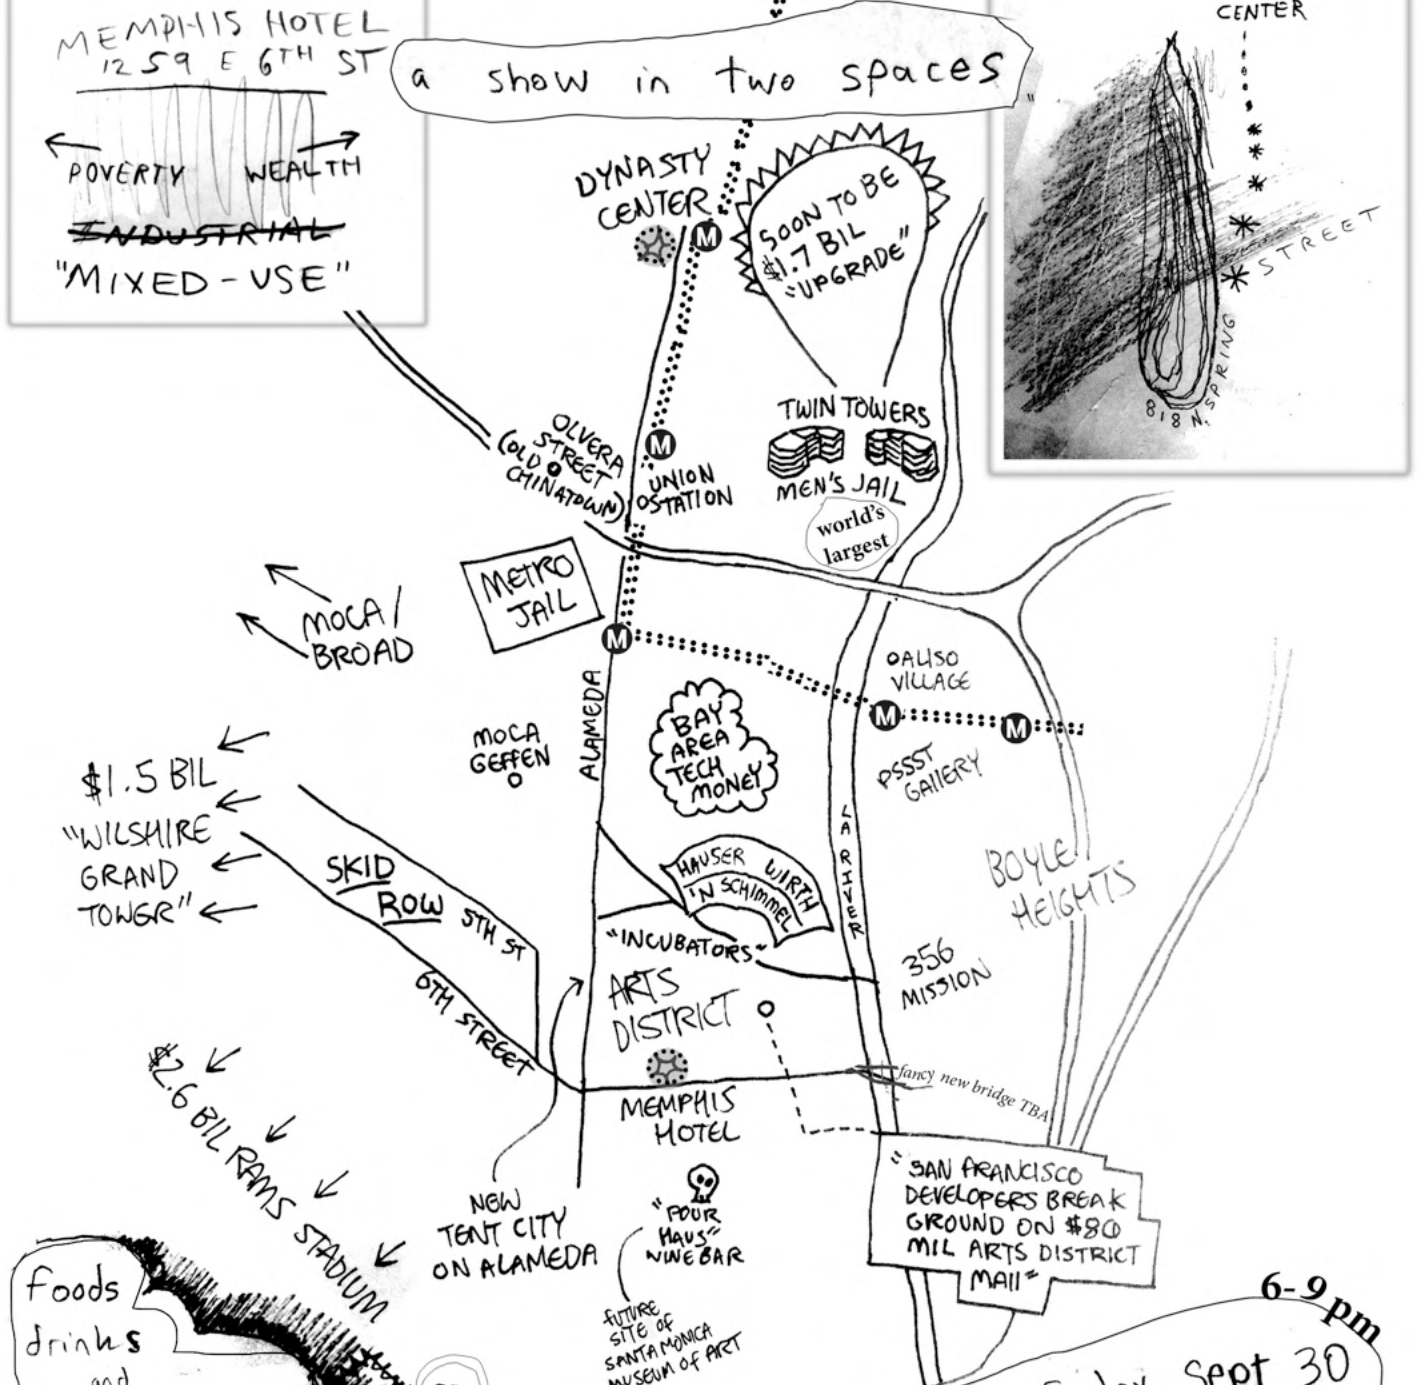 MEMPHIS HOTEL
1259 E 6TH ST
POVERTY WEALTH
INDUSTRIAL
"MIXED-USE"
a show in two spaces
CENTER
STREET
818 N. SPRING
DYNASTY
CENTER
M
SOON TO BE
$1.7 BIL
"UPGRADE"
TWIN TOWERS
MEN'S JAIL
world's
largest
OLVERA
STREET
(OLD
CHINATOWN)
M
UNION
STATION
METRO
JAIL
MOCA/
BROAD
M
ALAMEDA
ALISO
VILLAGE
M
M
MOCA
GEFFEN
BAY
AREA
TECH
MONEY
PSSST
GALLERY
$1.5 BIL
"WILSHIRE
GRAND
TOWER"
LA RIVER
BOYLE
HEIGHTS
SKID
ROW
5TH ST
6TH STREET
HAUSER WIRTH
'N SCHIMMEL
"INCUBATORS"
ARTS
DISTRICT
356
MISSION
fancy new bridge TBA
MEMPHIS
HOTEL
$2.6 BIL RAMS STADIUM
NEW
TENT CITY
ON ALAMEDA
"POUR
HAUS"
WINE BAR
FUTURE
SITE OF
SANTA MONICA
MUSEUM OF ART
"SAN FRANCISCO
DEVELOPERS BREAK
GROUND ON $80
MIL ARTS DISTRICT
MAll"
foods
drinks
and
6-9 pm
Sept 30